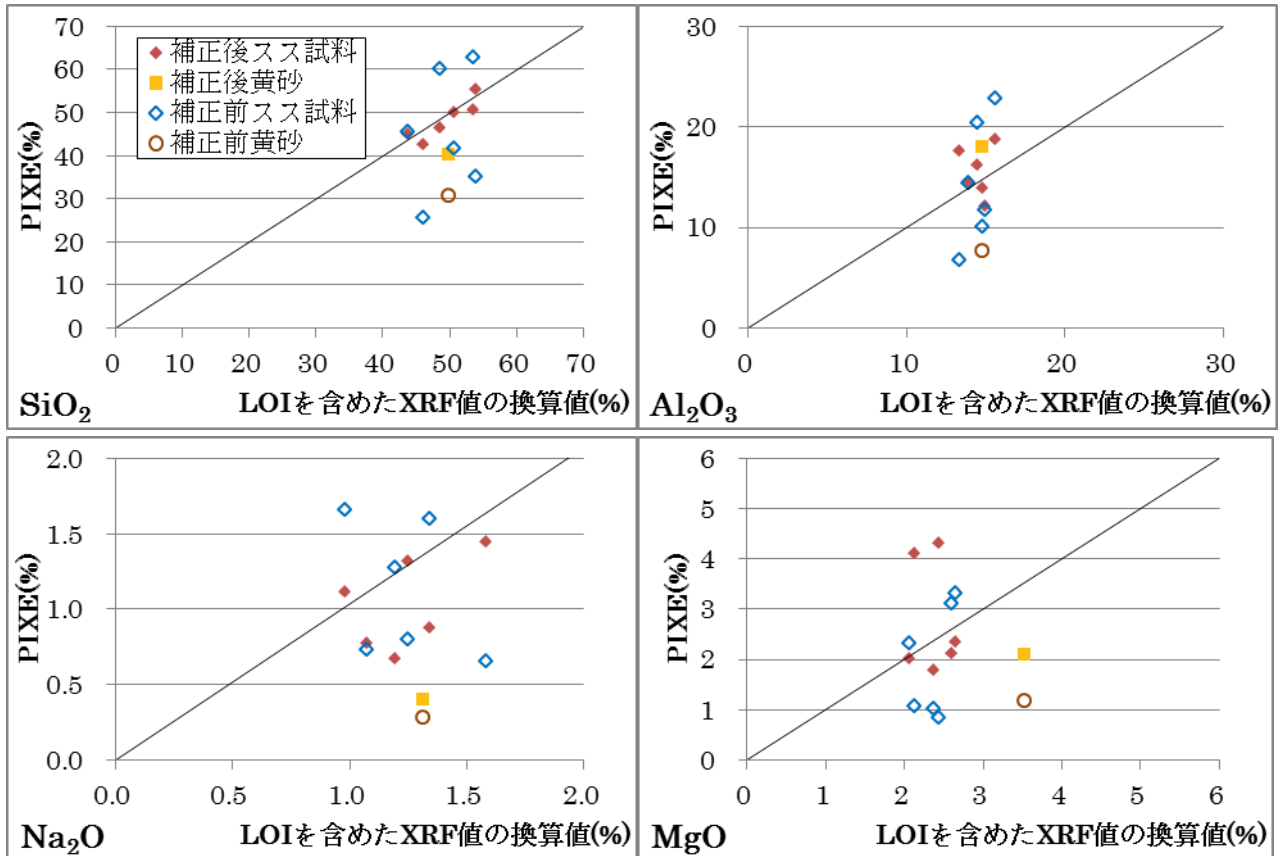 70
60
50
40
30
20
10
0
PIXE(%)
補正後スス試料
補正後黄砂
補正前スス試料
補正前黄砂
0 10 20 30 40 50 60 70
SiO₂ LOIを含めたXRF値の換算値(%)
30
20
10
0
PIXE(%)
0 10 20 30
Al₂O₃ LOIを含めたXRF値の換算値(%)
2.0
1.5
1.0
0.5
0.0
PIXE(%)
0.0 0.5 1.0 1.5 2.0
Na₂O LOIを含めたXRF値の換算値(%)
6
5
4
3
2
1
0
PIXE(%)
0 1 2 3 4 5 6
MgO LOIを含めたXRF値の換算値(%)